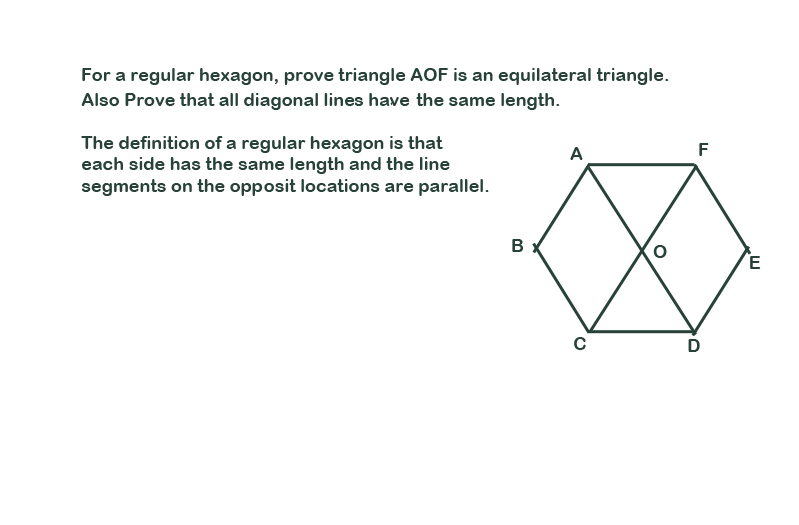 For a regular hexagon, prove triangle AOF is an equilateral triangle.
Also Prove that all diagonal lines have the same length.
The definition of a regular hexagon is that
each side has the same length and the line
segments on the opposit locations are parallel.
A
F
B
O
E
C
D